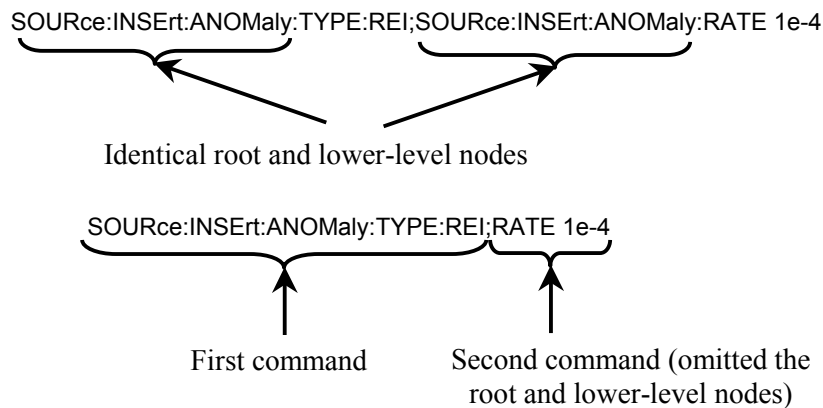 SOURce:INSErt:ANOMaly:TYPE:REI;SOURce:INSErt:ANOMaly:RATE 1e-4
Identical root and lower-level nodes
SOURce:INSErt:ANOMaly:TYPE:REI;RATE 1e-4
First command
Second command (omitted the
root and lower-level nodes)